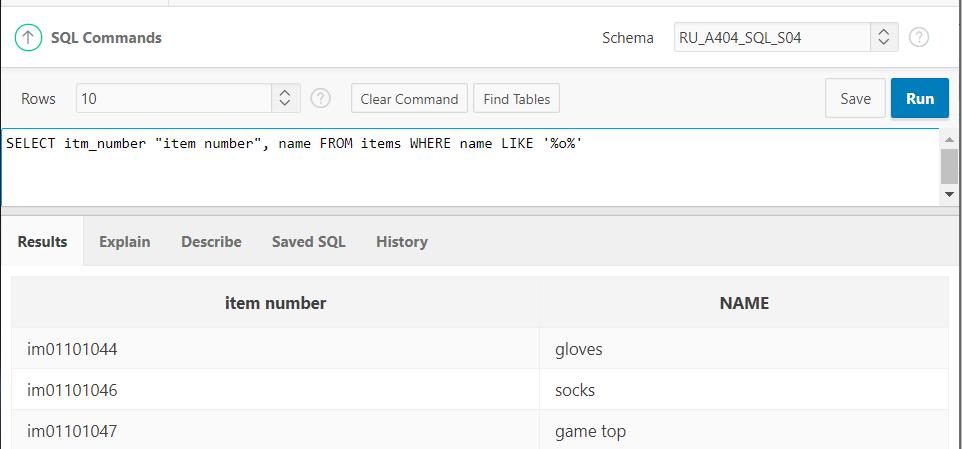 SQL Commands
Schema RU_A404_SQL_S04 ?
Rows 10 ? Clear Command Find Tables Save Run
SELECT itm_number "item number", name FROM items WHERE name LIKE '%o%'
Results Explain Describe Saved SQL History
item number NAME
im01101044 gloves
im01101046 socks
im01101047 game top